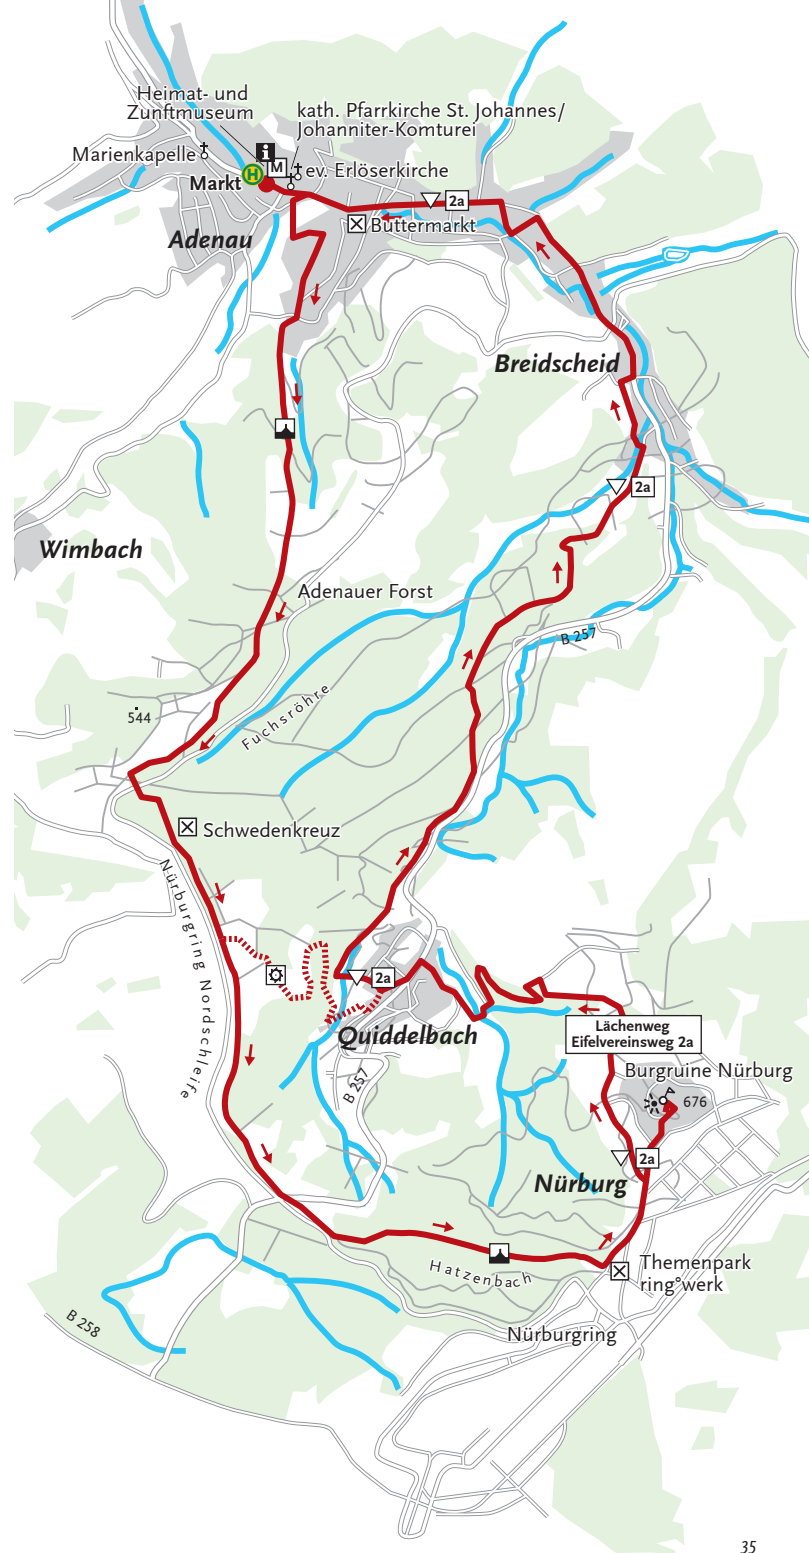 Heimat- und
Zunftmuseum
kath. Pfarrkirche St. Johannes/
Johanniter-Komturei
Marienkapelle
i
M
ev. Erlöserkirche
H
Markt
2a
Buttermarkt
Adenau
Breidscheid
2a
Wimbach
Adenauer Forst
B 257
Fuchsröhre
544
Schwedenkreuz
Nürburgring Nordschleife
2a
Quiddelbach
Lächenweg
Eifelvereinsweg 2a
B 257
Burgruine Nürburg
676
2a
Nürburg
Hatzenbach
Themenpark
ring°werk
B 258
Nürburgring
35